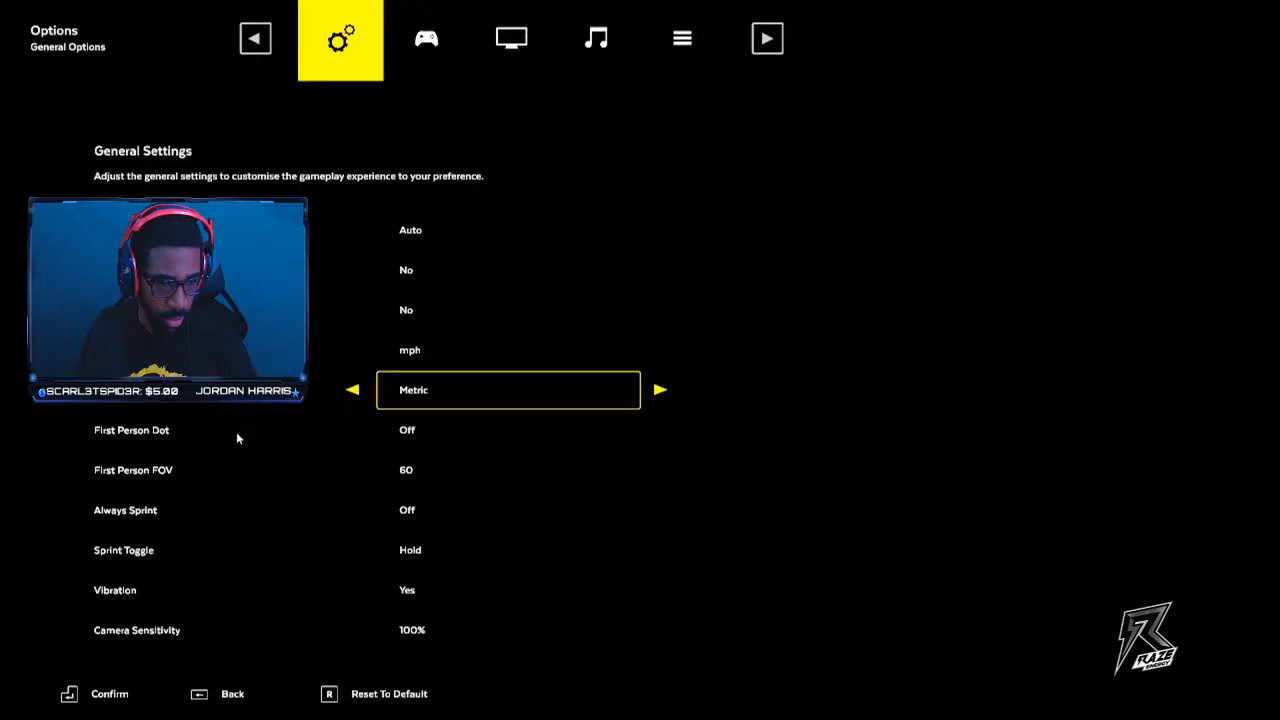 Options
General Options
General Settings
Adjust the general settings to customise the gameplay experience to your preference.
Auto
No
No
mph
SCARL3TSPID3R: $5.00 JORDAN HARRIS
Metric
First Person Dot Off
First Person FOV 60
Always Sprint Off
Sprint Toggle Hold
Vibration Yes
Camera Sensitivity 100%
R
RAZE
ENERGY
Confirm
Back
R Reset To Default